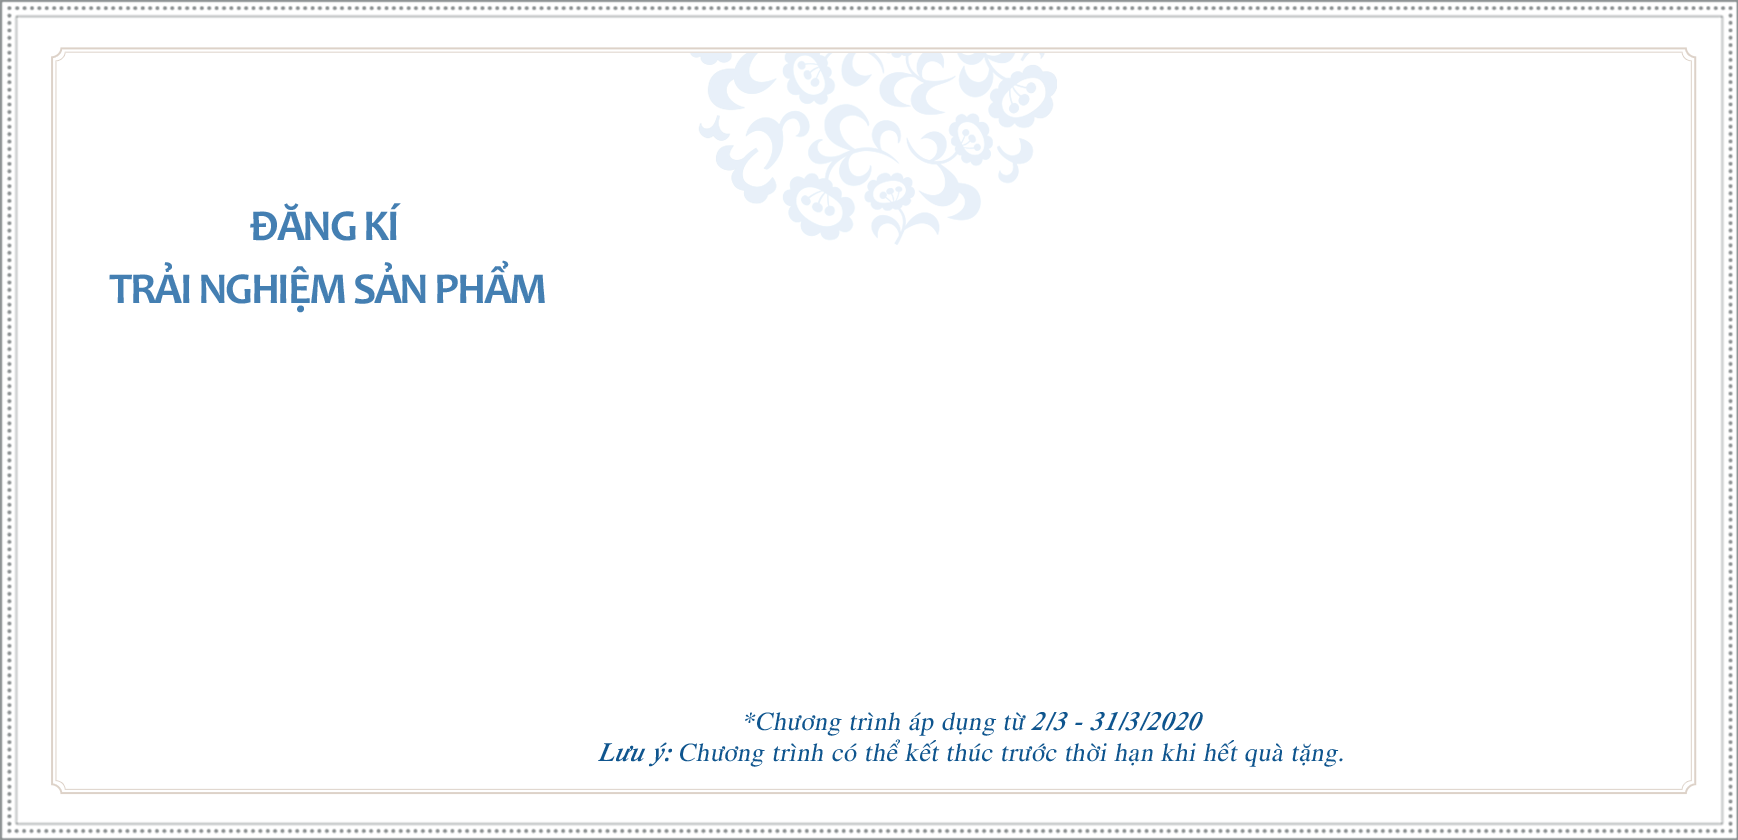 ĐĂNG KÍ
TRẢI NGHIỆM SẢN PHẨM
*Chương trình áp dụng từ 2/3 - 31/3/2020
Lưu ý: Chương trình có thể kết thúc trước thời hạn khi hết quà tặng.